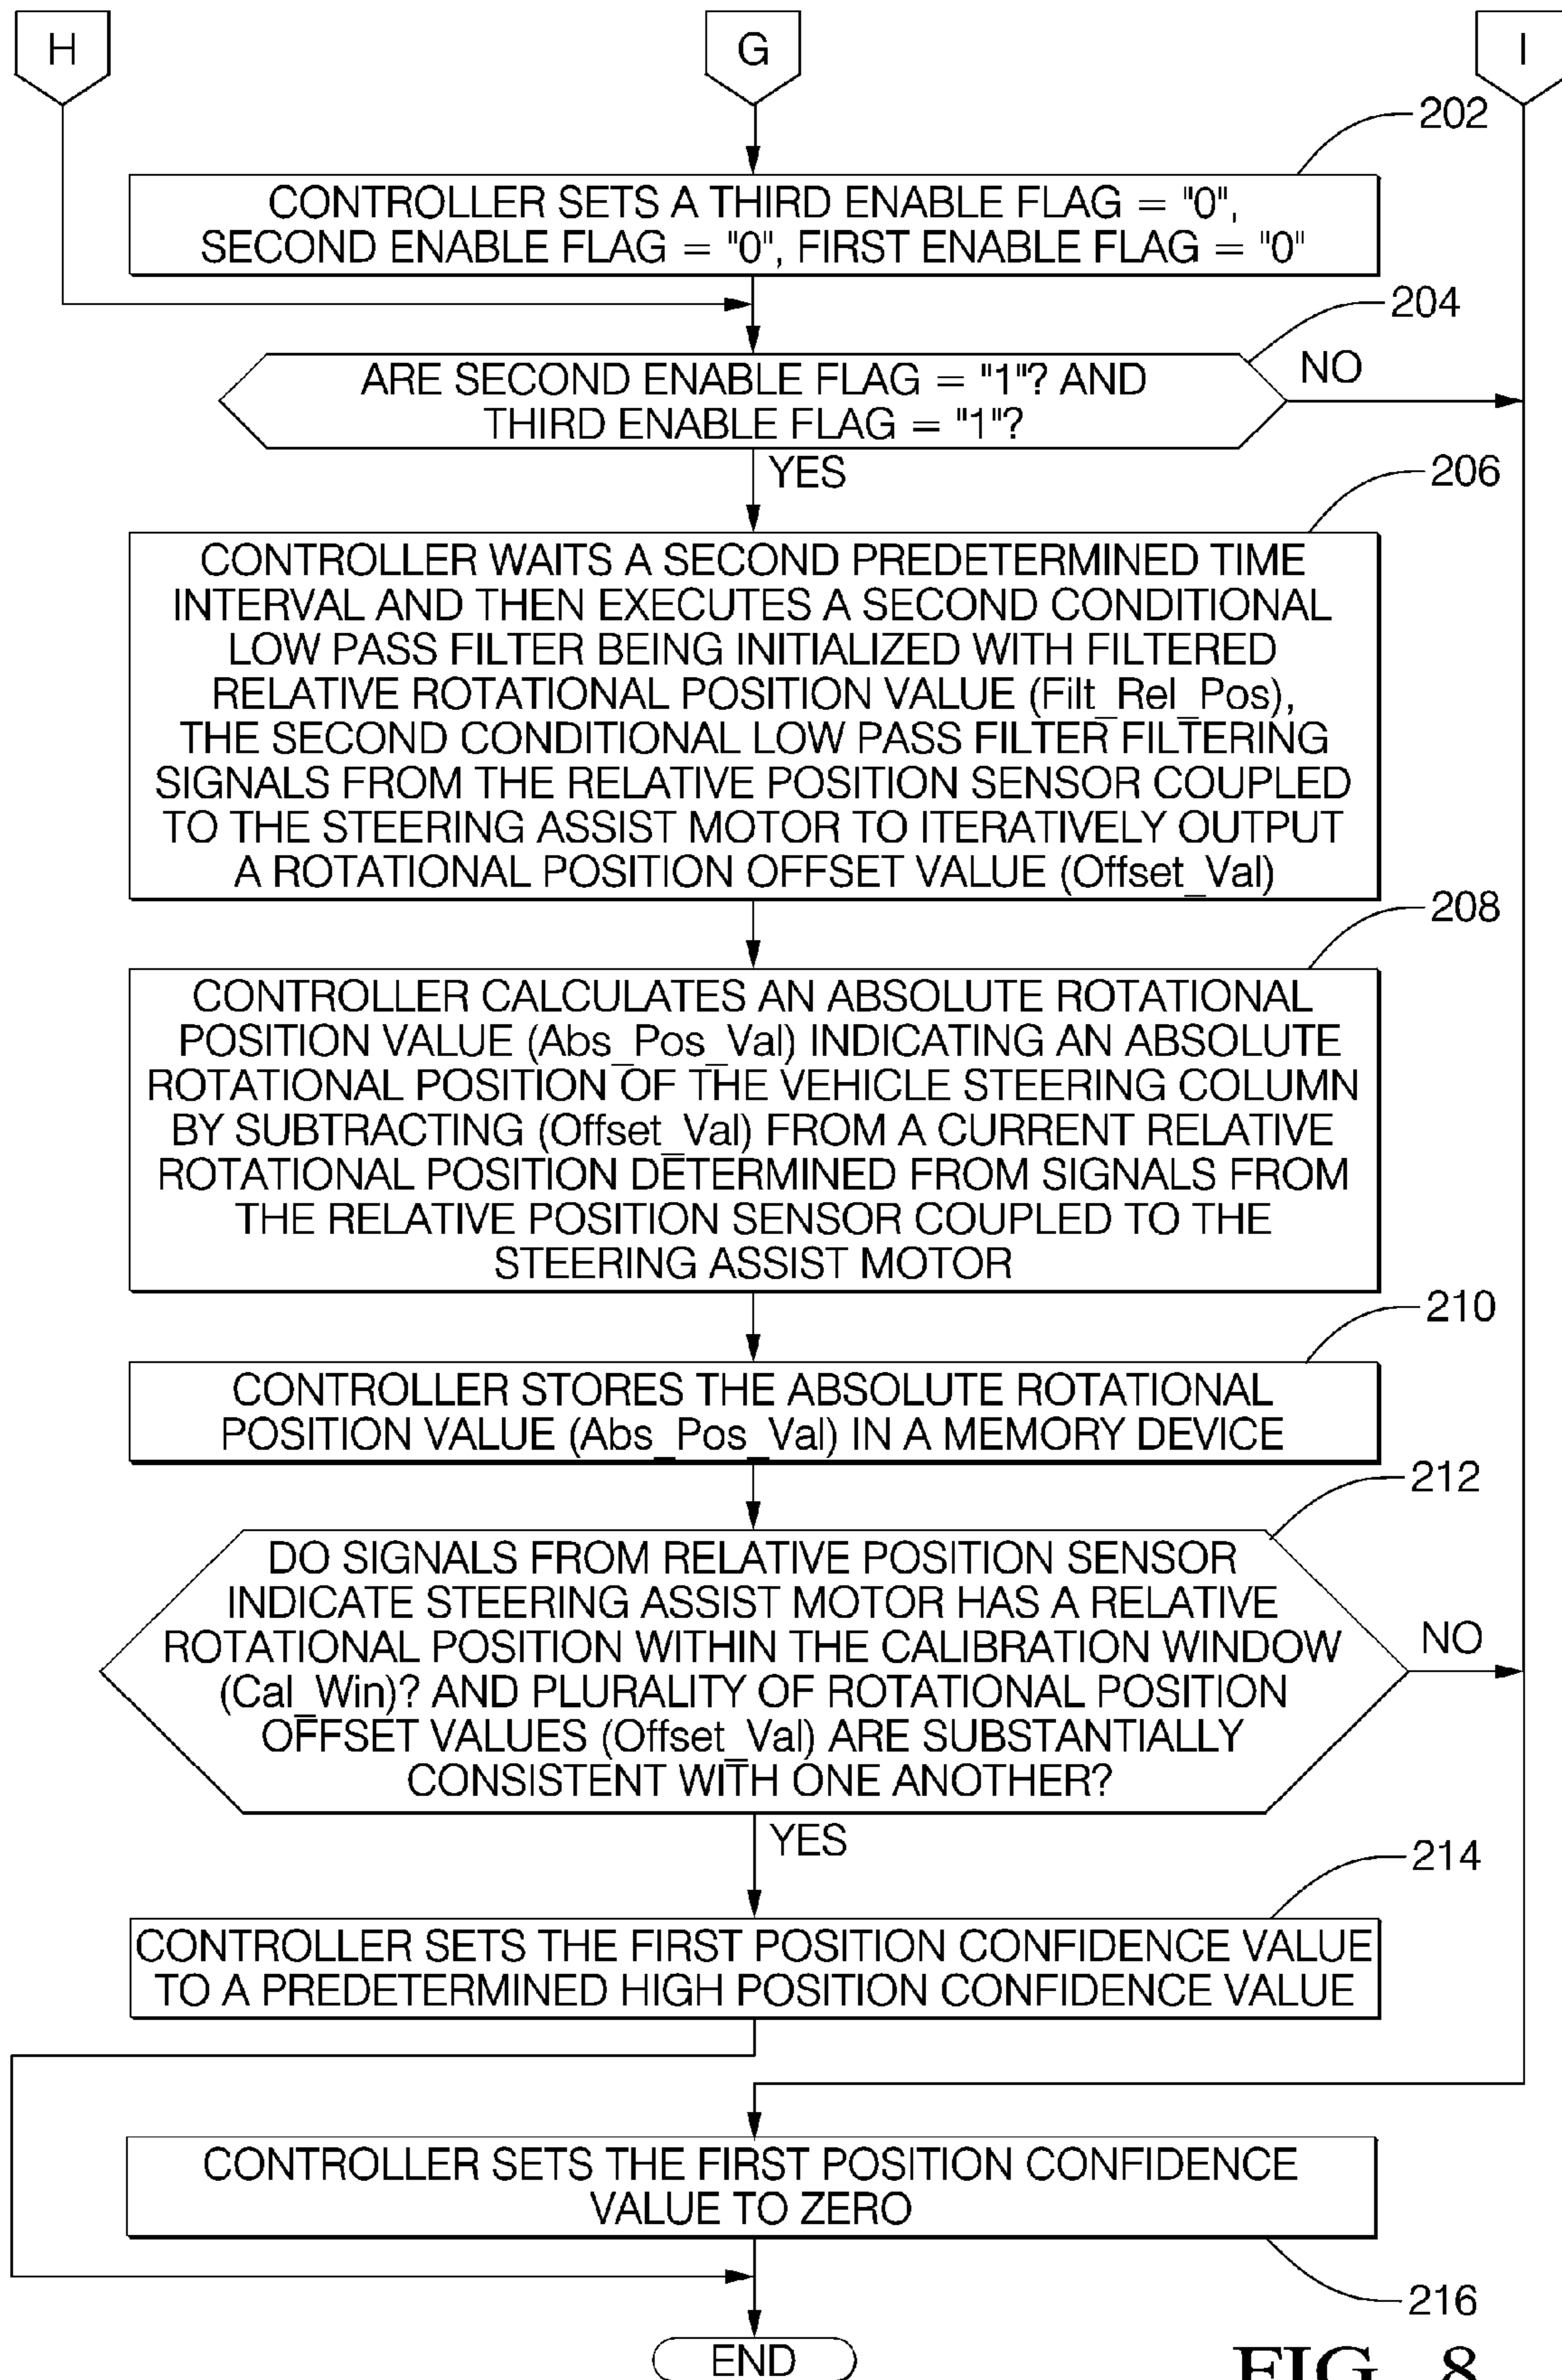 H
G
I
202
CONTROLLER SETS A THIRD ENABLE FLAG = "0",
SECOND ENABLE FLAG = "0", FIRST ENABLE FLAG = "0"
204
ARE SECOND ENABLE FLAG = "1"? AND
THIRD ENABLE FLAG = "1"?
NO
YES
206
CONTROLLER WAITS A SECOND PREDETERMINED TIME
INTERVAL AND THEN EXECUTES A SECOND CONDITIONAL
LOW PASS FILTER BEING INITIALIZED WITH FILTERED
RELATIVE ROTATIONAL POSITION VALUE (Filt_Rel_Pos),
THE SECOND CONDITIONAL LOW PASS FILTER FILTERING
SIGNALS FROM THE RELATIVE POSITION SENSOR COUPLED
TO THE STEERING ASSIST MOTOR TO ITERATIVELY OUTPUT
A ROTATIONAL POSITION OFFSET VALUE (Offset_Val)
208
CONTROLLER CALCULATES AN ABSOLUTE ROTATIONAL
POSITION VALUE (Abs_Pos_Val) INDICATING AN ABSOLUTE
ROTATIONAL POSITION OF THE VEHICLE STEERING COLUMN
BY SUBTRACTING (Offset_Val) FROM A CURRENT RELATIVE
ROTATIONAL POSITION DETERMINED FROM SIGNALS FROM
THE RELATIVE POSITION SENSOR COUPLED TO THE
STEERING ASSIST MOTOR
210
CONTROLLER STORES THE ABSOLUTE ROTATIONAL
POSITION VALUE (Abs_Pos_Val) IN A MEMORY DEVICE
212
DO SIGNALS FROM RELATIVE POSITION SENSOR
INDICATE STEERING ASSIST MOTOR HAS A RELATIVE
ROTATIONAL POSITION WITHIN THE CALIBRATION WINDOW
(Cal_Win)? AND PLURALITY OF ROTATIONAL POSITION
OFFSET VALUES (Offset_Val) ARE SUBSTANTIALLY
CONSISTENT WITH ONE ANOTHER?
NO
YES
214
CONTROLLER SETS THE FIRST POSITION CONFIDENCE VALUE
TO A PREDETERMINED HIGH POSITION CONFIDENCE VALUE
CONTROLLER SETS THE FIRST POSITION CONFIDENCE
VALUE TO ZERO
216
END
FIG. 8